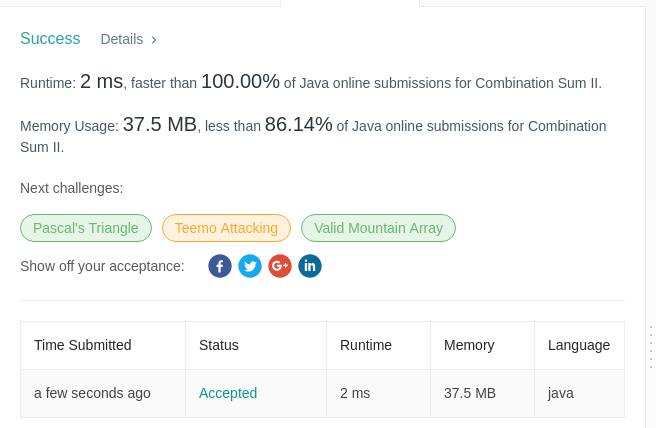 Success Details >
Runtime: 2 ms, faster than 100.00% of Java online submissions for Combination Sum II.
Memory Usage: 37.5 MB, less than 86.14% of Java online submissions for Combination
Sum II.
Next challenges:
Pascal's Triangle Teemo Attacking Valid Mountain Array
Show off your acceptance:
Time Submitted Status Runtime Memory Language
a few seconds ago Accepted 2 ms 37.5 MB java